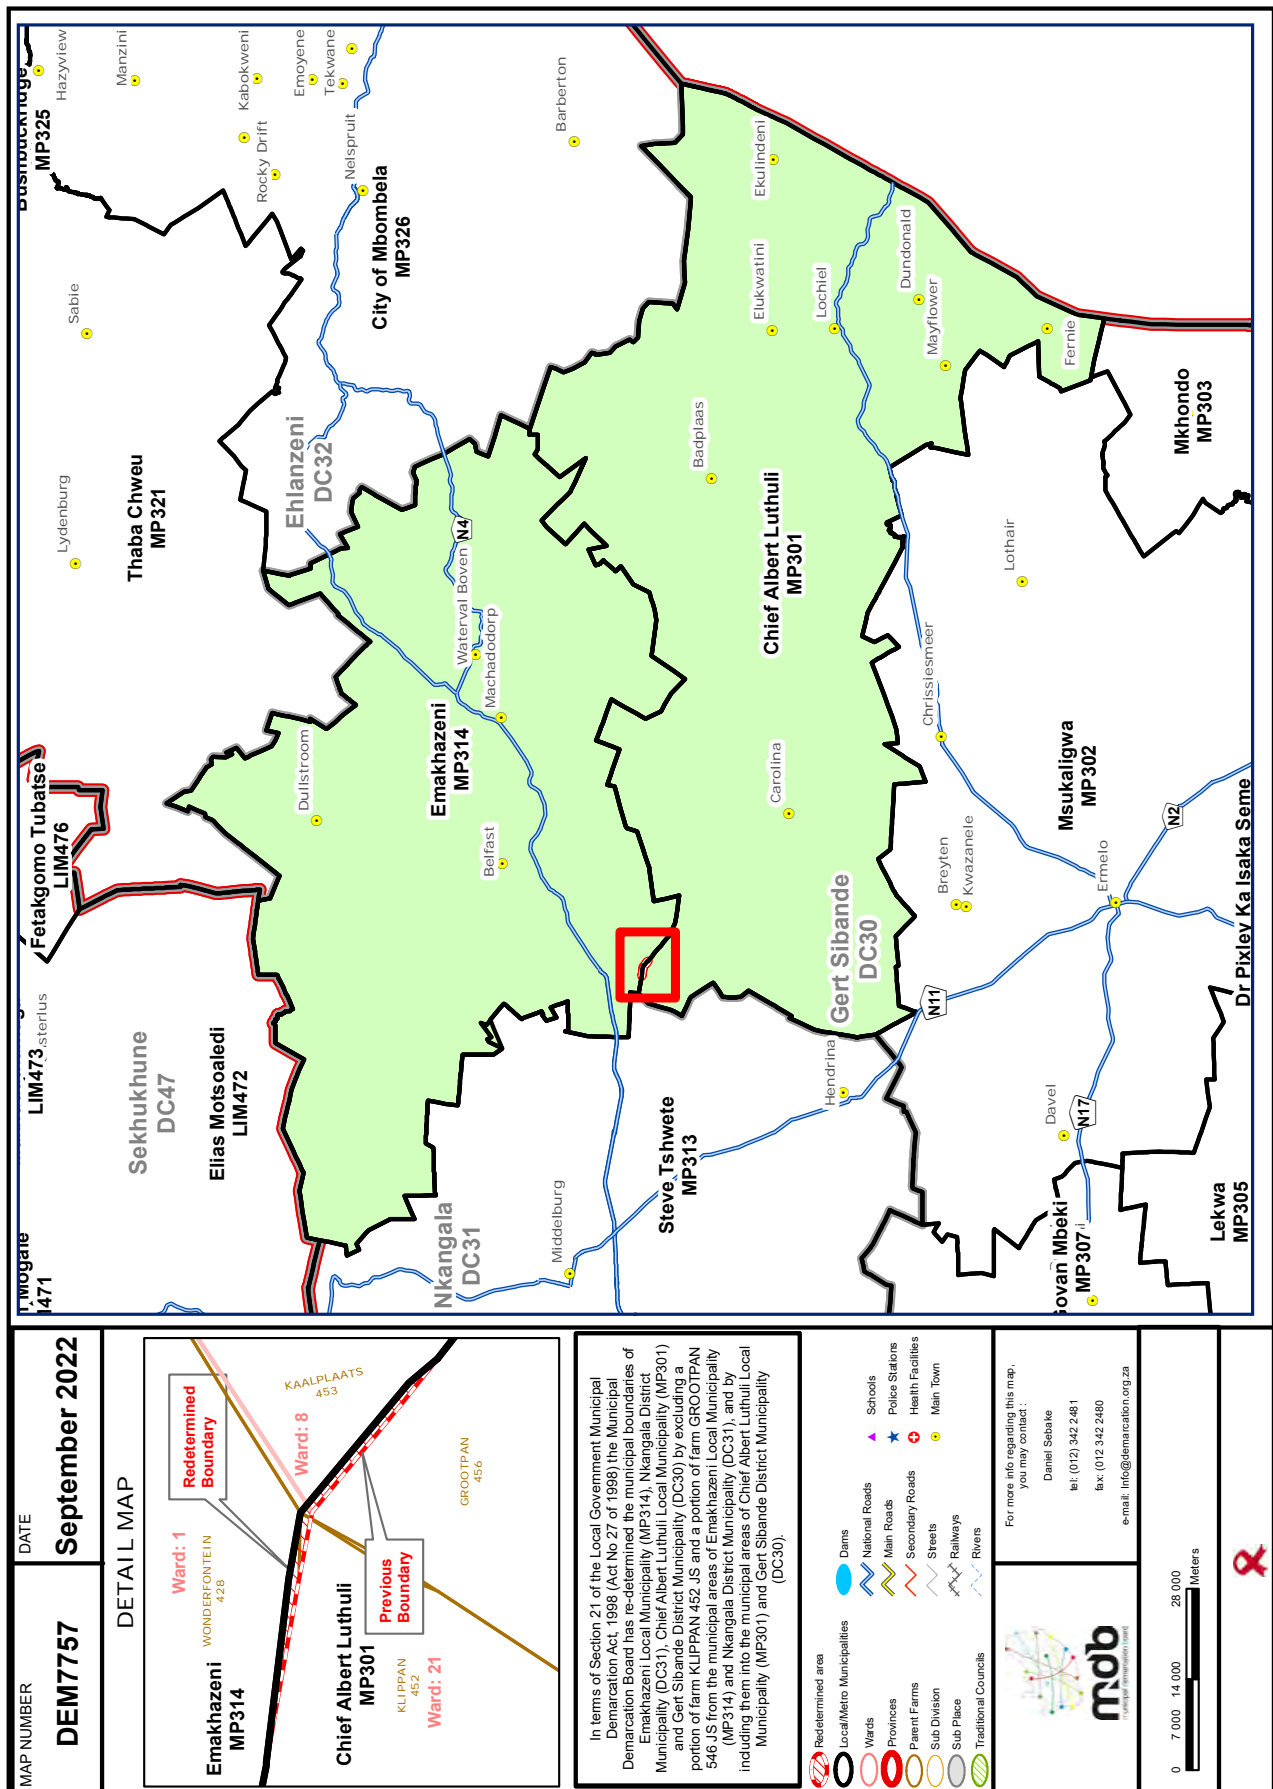 MAP NUMBER
DEM7757
DATE
September 2022
DETAIL MAP
Ward: 1
WONDERFONTEIN
428
Redetermined
Boundary
KAALPLAATS
453
Ward: 8
Emakhazeni
MP314
Chief Albert Luthuli
MP301
KLIPPAN
452
Ward: 21
Previous
Boundary
GROOTPAN
456
In terms of Section 21 of the Local Government Municipal
Demarcation Act, 1998 (Act No 27 of 1998) the Municipal
Demarcation Board has re-determined the municipal boundaries of
Emakhazeni Local Municipality (MP314), Nkangala District
Municipality (DC31), Chief Albert Luthuli Local Municipality (MP301)
and Gert Sibande District Municipality (DC30) by excluding a
portion of farm KLIPPAN 452 JS and a portion of farm GROOTPAN
546 JS from the municipal areas of Emakhazeni Local Municipality
(MP314) and Nkangala District Municipality (DC31), and by
including them into the municipal areas of Chief Albert Luthuli Local
Municipality (MP301) and Gert Sibande District Municipality
(DC30).
Redetermined area
Local/Metro Municipalities
Wards
Provinces
Parent Farms
Sub Division
Sub Place
Traditional Councils
Dams
National Roads
Main Roads
Secondary Roads
Streets
Railways
Rivers
Schools
Police Stations
Health Facilities
Main Town
mdb
For more info regarding this map,
you may contact :
Daniel Sebake
tel: (012) 342 2481
fax: (012 342 2480
e-mail: Info@demarcation.org.za
0 7 000 14 000 28 000
Meters
Bushbuckridge
MP325
Hazyview
Manzini
Kabokweni
Rocky Drift
Emoyene
Tekwane
Nelspruit
Barberton
City of Mbombela
MP326
Sabie
Lydenburg
Thaba Chweu
MP321
Ehlanzeni
DC32
N4
Waterval Boven
Machadodorp
Emakhazeni
MP314
Dullstroom
Belfast
Fetakgomo Tubatse
LIM476
LIM473
sterlus
Sekhukhune
DC47
Elias Motsoaledi
LIM472
Mogale
471
Nkangala
DC31
Middelburg
Steve Tshwete
MP313
Hendrina
Gert Sibande
DC30
Carolina
Chief Albert Luthuli
MP301
Badplaas
Elukwatini
Ekulindeni
Lochiel
Dundonald
Mayflower
Fernie
Mkhondo
MP303
Lothair
Chrissiesmeer
Msukaligwa
MP302
Breyten
Kwazanele
Ermelo
N2
N11
N17
Davel
Dr Pixley Ka Isaka Seme
Lekwa
MP305
Govan Mbeki
MP307